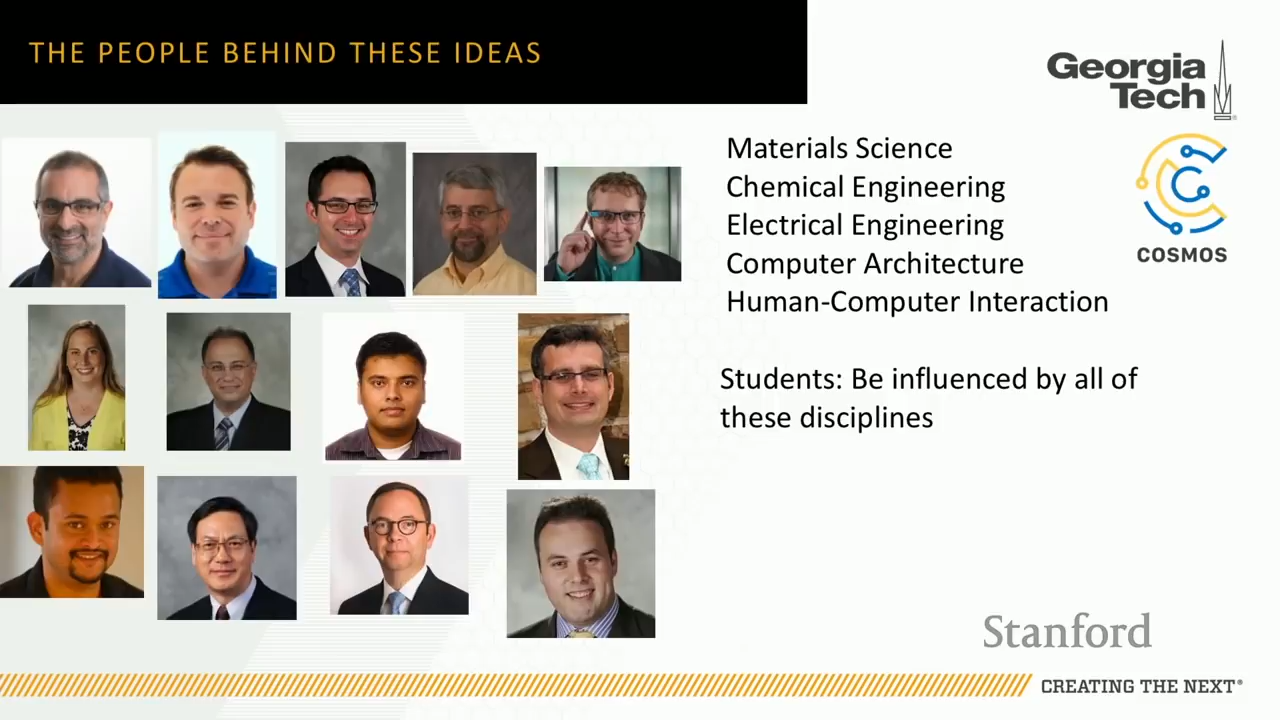 THE PEOPLE BEHIND THESE IDEAS
Georgia
Tech
Materials Science
Chemical Engineering
Electrical Engineering
Computer Architecture
Human-Computer Interaction
COSMOS
Students: Be influenced by all of
these disciplines
Stanford
CREATING THE NEXT®